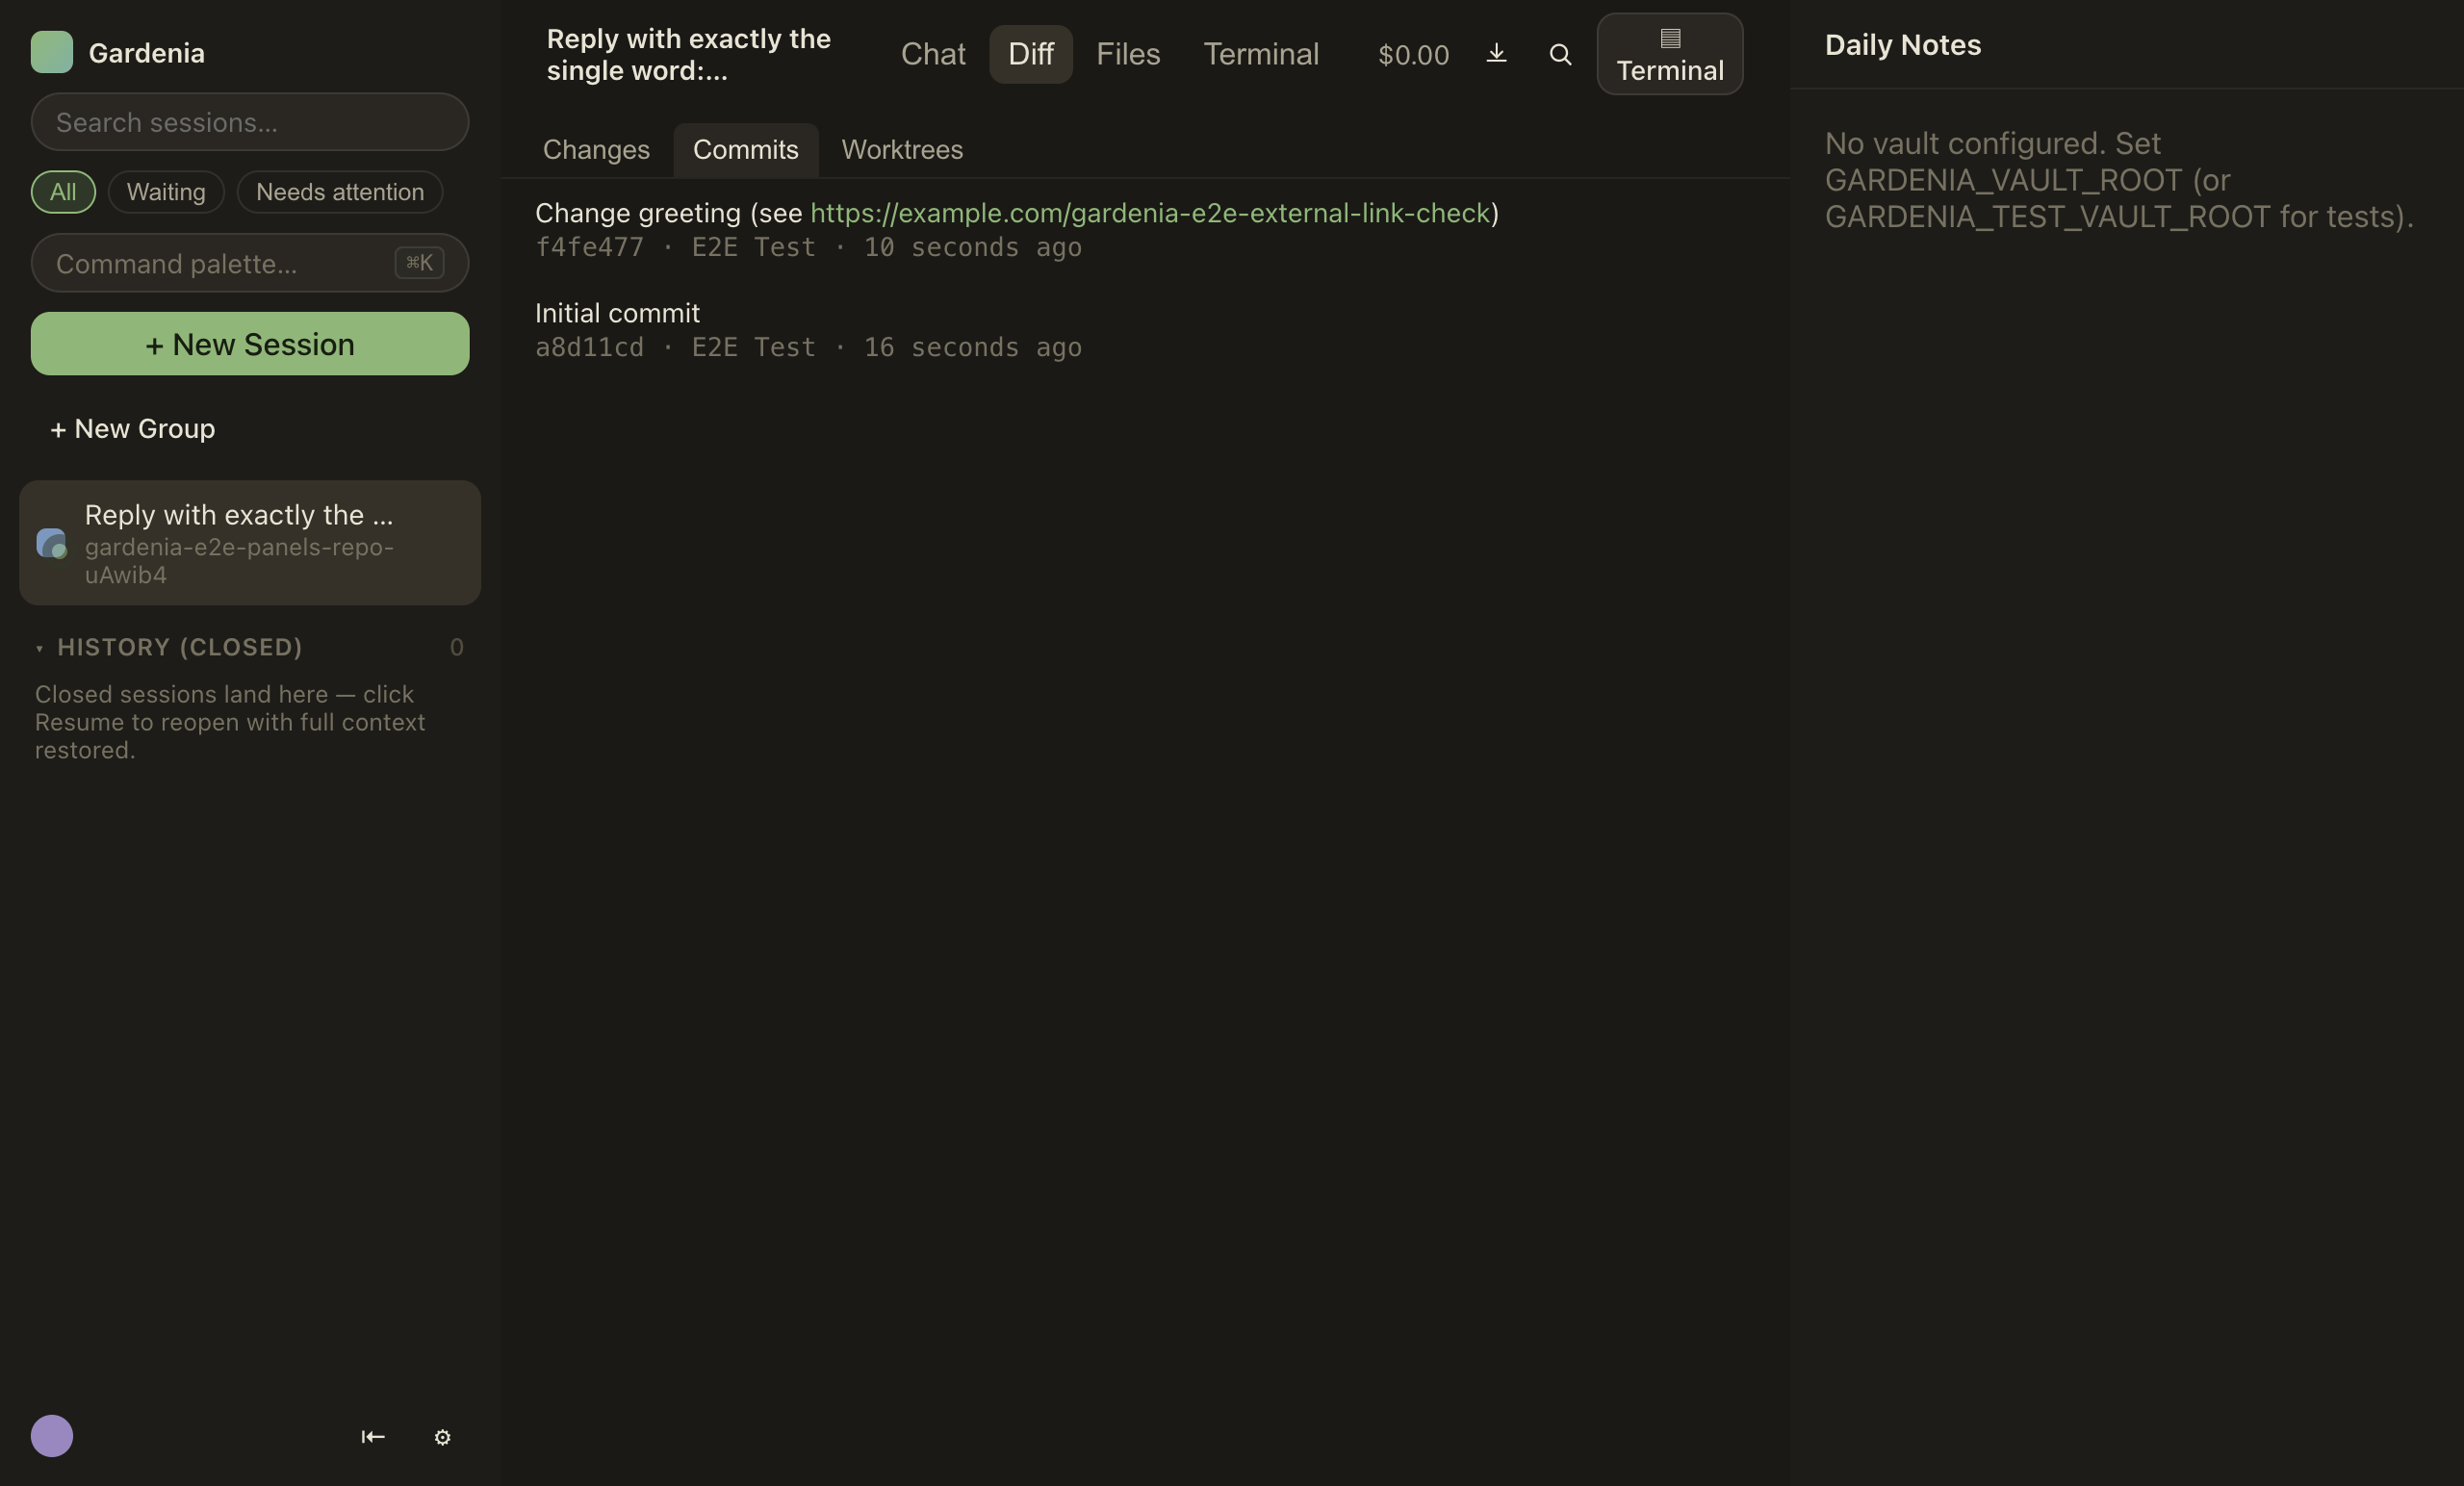 Gardenia
Search sessions...
All
Waiting
Needs attention
Command palette...
⌘K
+ New Session
+ New Group
Reply with exactly the ...
gardenia-e2e-panels-repo-
uAwib4
▾ HISTORY (CLOSED) 0
Closed sessions land here — click
Resume to reopen with full context
restored.
Reply with exactly the
single word:...
Chat
Diff
Files
Terminal
$0.00
Terminal
Changes
Commits
Worktrees
Change greeting (see https://example.com/gardenia-e2e-external-link-check)
f4fe477 · E2E Test · 10 seconds ago
Initial commit
a8d11cd · E2E Test · 16 seconds ago
Daily Notes
No vault configured. Set
GARDENIA_VAULT_ROOT (or
GARDENIA_TEST_VAULT_ROOT for tests).